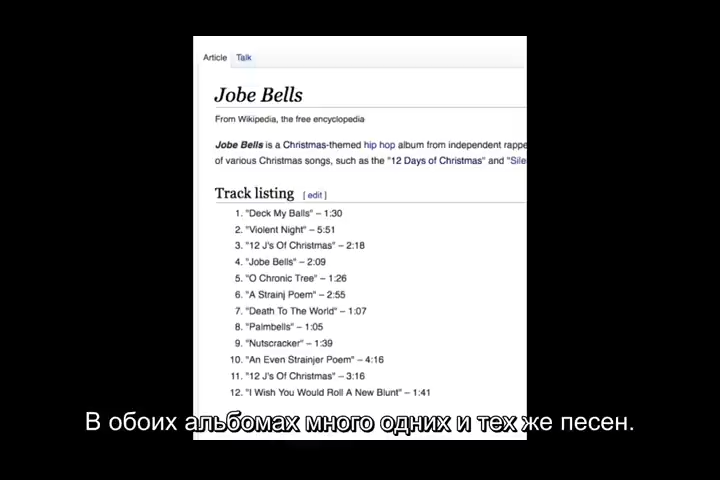 Article Talk
Jobe Bells
From Wikipedia, the free encyclopedia
Jobe Bells is a Christmas-themed hip hop album from independent rappe
of various Christmas songs, such as the "12 Days of Christmas" and "Sile
Track listing [ edit ]
1. "Deck My Balls" – 1:30
2. "Violent Night" – 5:51
3. "12 J's Of Christmas" – 2:18
4. "Jobe Bells" – 2:09
5. "O Chronic Tree" – 1:26
6. "A Strainj Poem" – 2:55
7. "Death To The World" – 1:07
8. "Palmbells" – 1:05
9. "Nutscracker" – 1:39
10. "An Even Strainjer Poem" – 4:16
11. "12 J's Of Christmas" – 3:16
12. "I Wish You Would Roll A New Blunt" – 1:41
В обоих альбомах много одних и тех же песен.